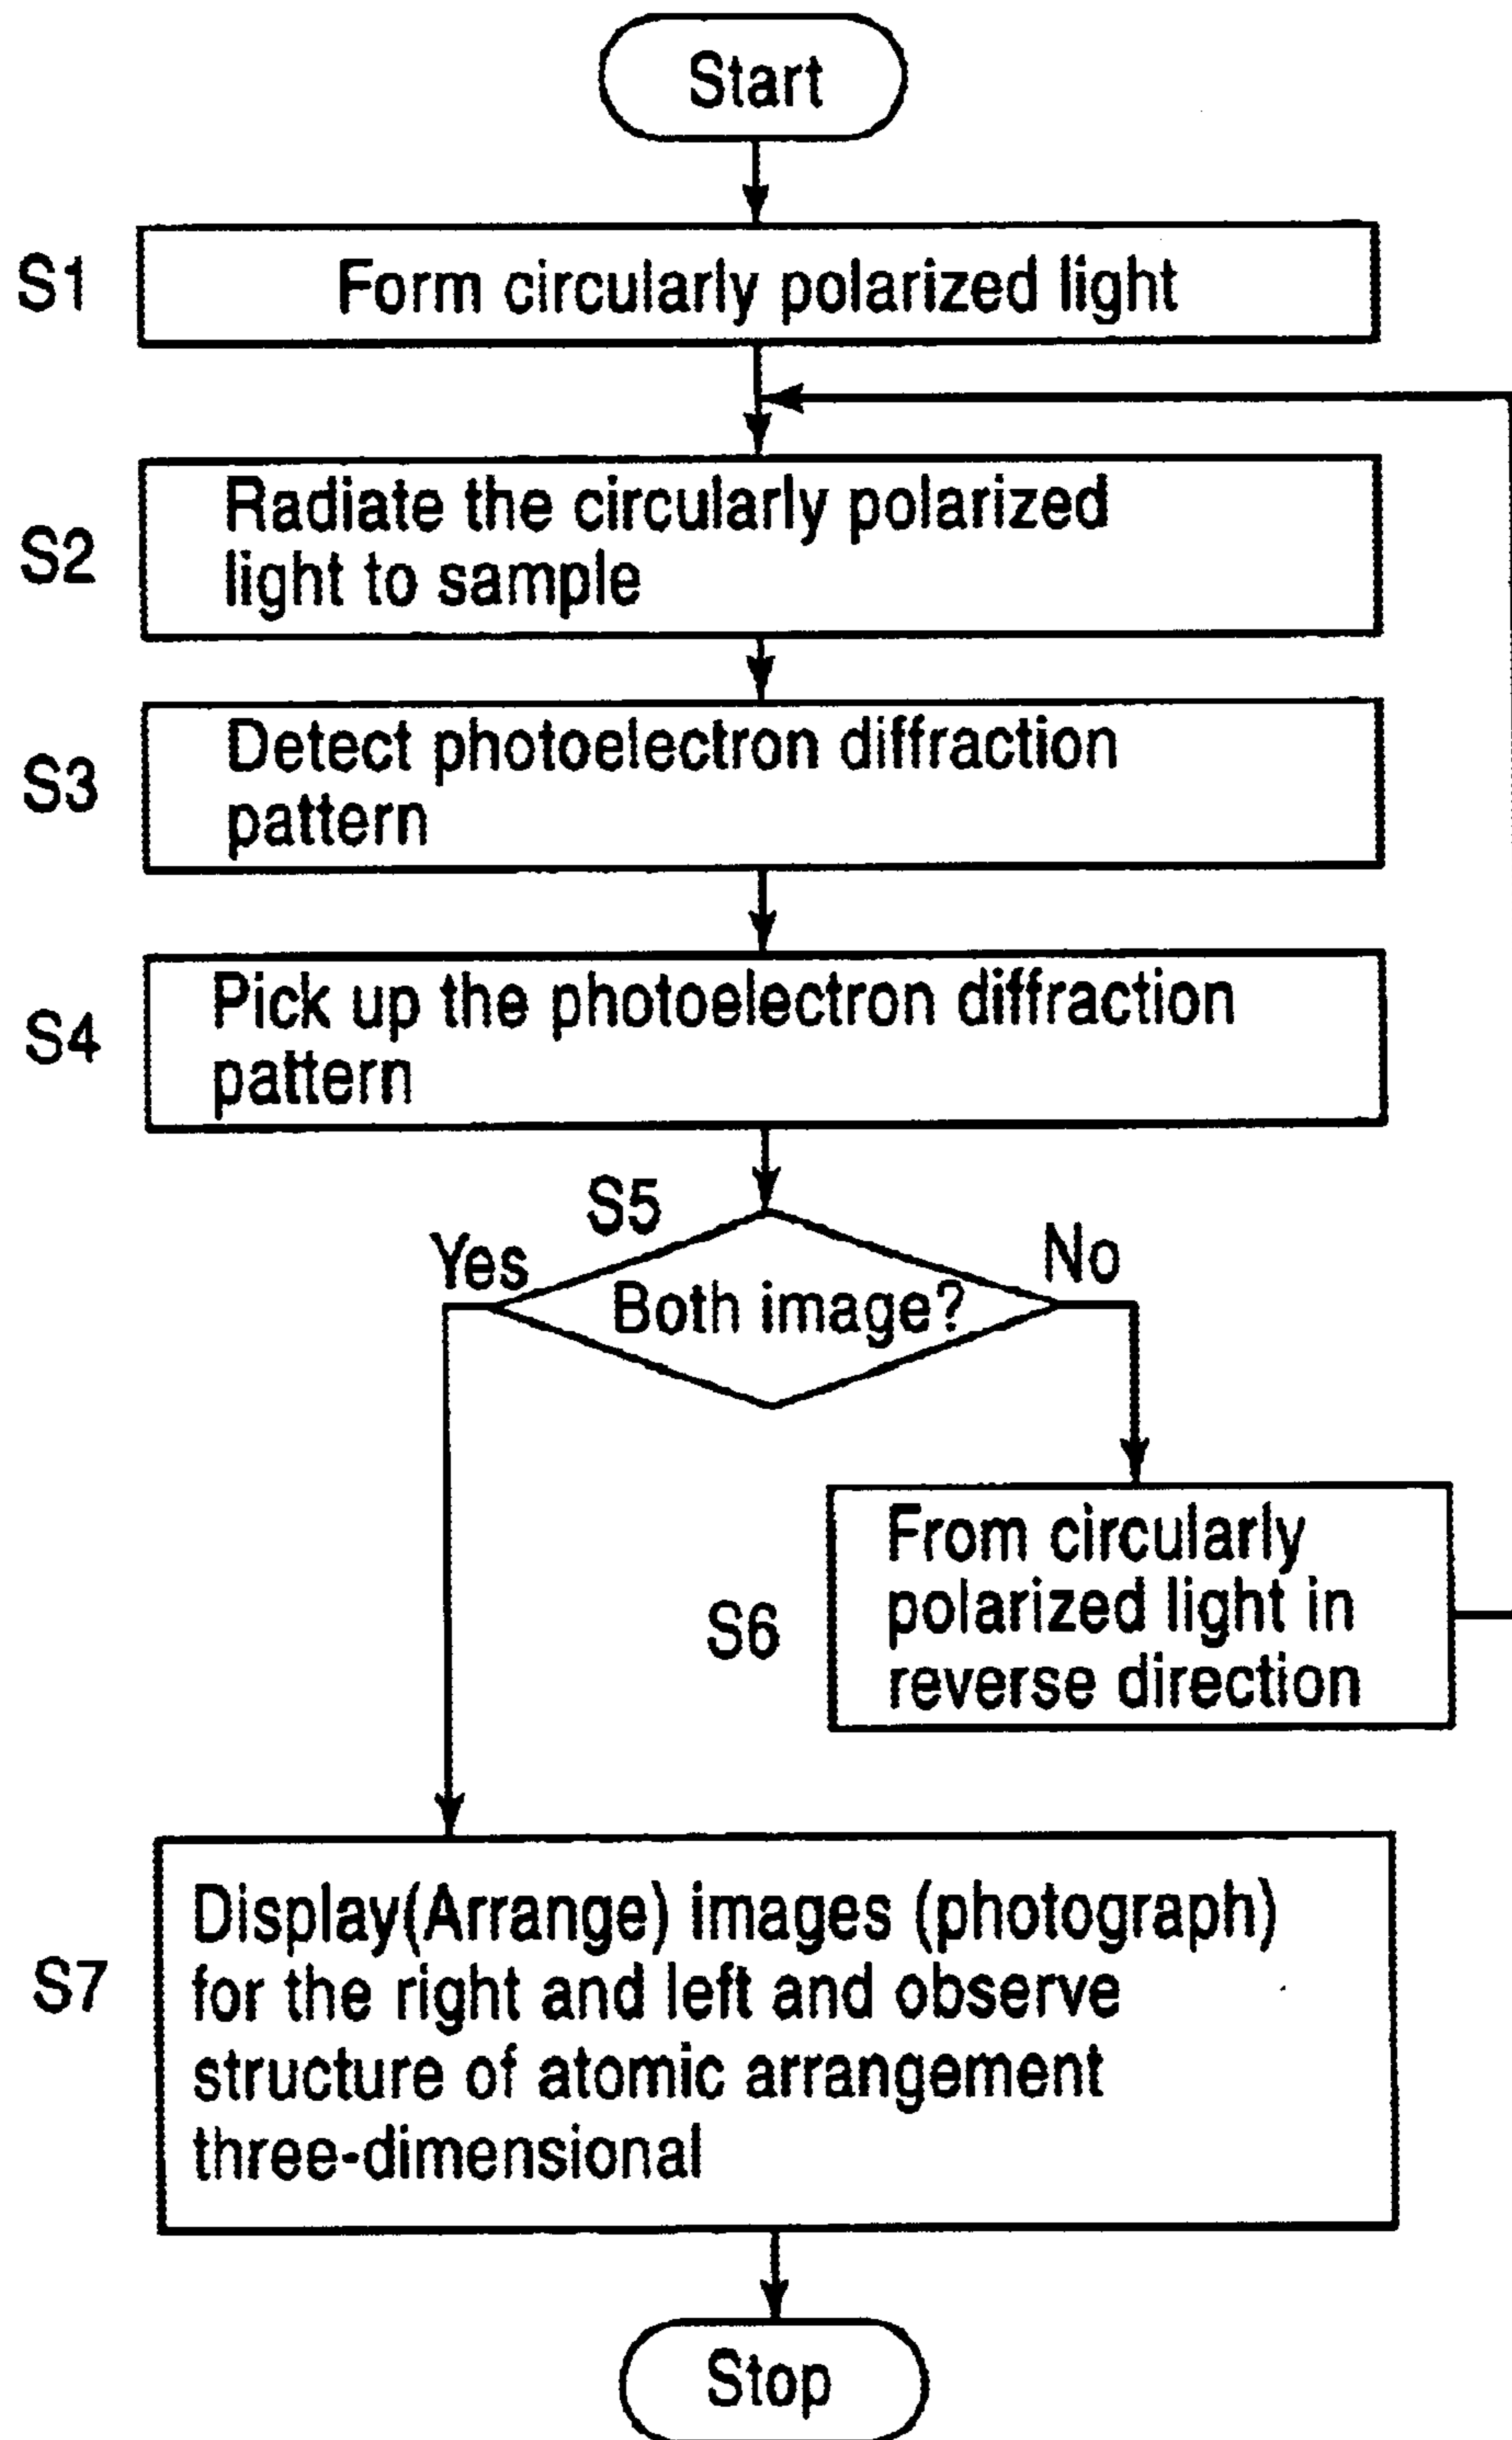 Start
S1
Form circularly polarized light
S2
Radiate the circularly polarized
light to sample
S3
Detect photoelectron diffraction
pattern
S4
Pick up the photoelectron diffraction
pattern
S5
Yes
No
Both image?
S6
From circularly
polarized light in
reverse direction
S7
Display(Arrange) images (photograph)
for the right and left and observe
structure of atomic arrangement
three-dimensional
Stop